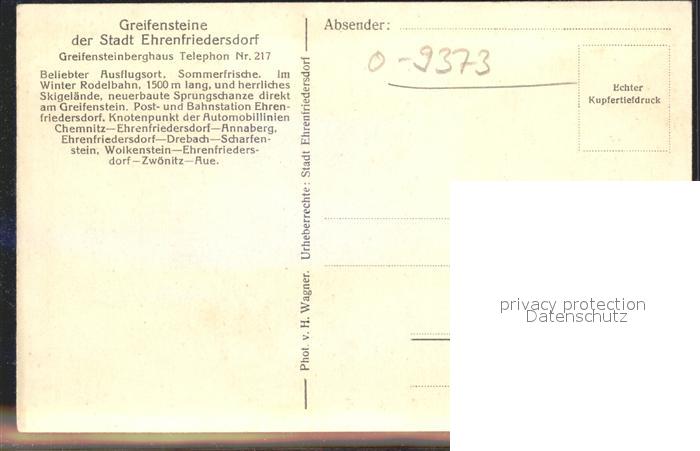 Greifensteine
der Stadt Ehrenfriedersdorf
Greifensteinberghaus Telephon Nr. 217
Beliebter Ausflugsort, Sommerfrische. Im
Winter Rodelbahn, 1500 m lang, und herrliches
Skigelände, neuerbaute Sprungschanze direkt
am Greifenstein. Post- und Bahnstation Ehren-
friedersdorf. Knotenpunkt der Automobillinien
Chemnitz—Ehrenfriedersdorf—Annaberg,
Ehrenfriedersdorf—Drebach—Scharfen-
stein, Wolkenstein—Ehrenfrieders-
dorf—Zwönitz—Aue.
Phot. v. H. Wagner. Urheberrechte: Stadt Ehrenfriedersdorf
Absender:
O-9373
Echter
Kupfertiefdruck
privacy protection
Datenschutz